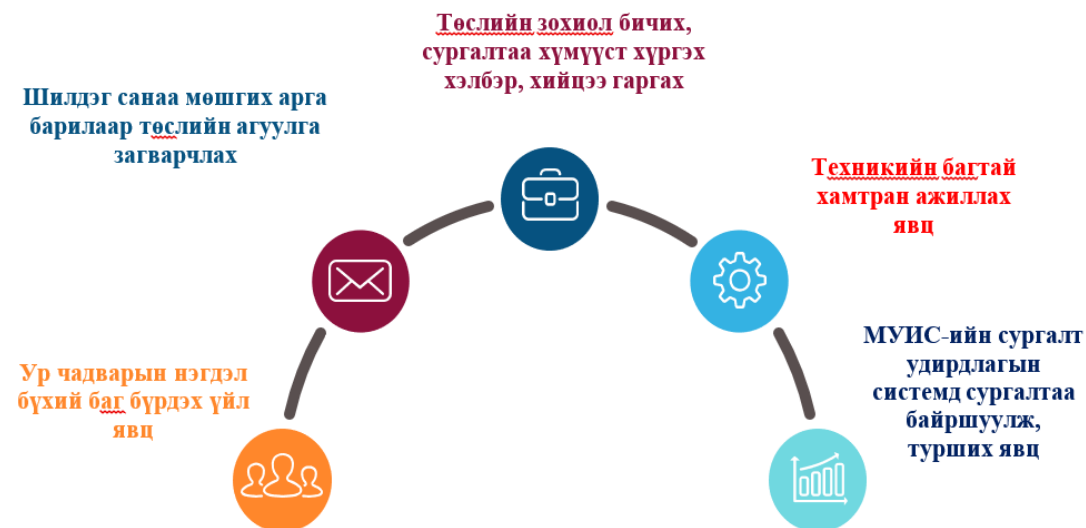 Төслийн зохиол бичих,
сургалтаа хүмүүст хүргэх
хэлбэр, хийцээ гаргах
Шилдэг санаа мөшгих арга
барилаар төслийн агуулга
загварчлах
Техникийн багтай
хамтран ажиллах
явц
Ур чадварын нэгдэл
бүхий баг бүрдэх үйл
явц
МУИС-ийн сургалт
удирдлагын
системд сургалтаа
байршуулж,
турших явц